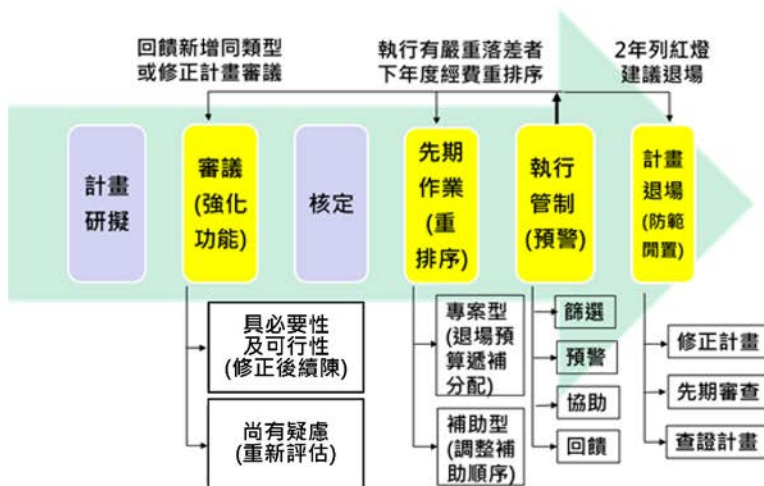 回饋新增同類型
或修正計畫審議
執行有嚴重落差者
下年度經費重排序
2年列紅燈
建議退場
計畫
研擬
審議
(強化
功能)
核定
先期
作業
(重
排序)
執行
管制
(預警)
計畫
退場
(防範
閒置)
具必要性
及可行性
(修正後續陳)
尚有疑慮
(重新評估)
專案型
(退場預
算遞補
分配)
補助型
(調整補
助順序)
篩選
預警
協助
回饋
修正計畫
先期審查
查證計畫